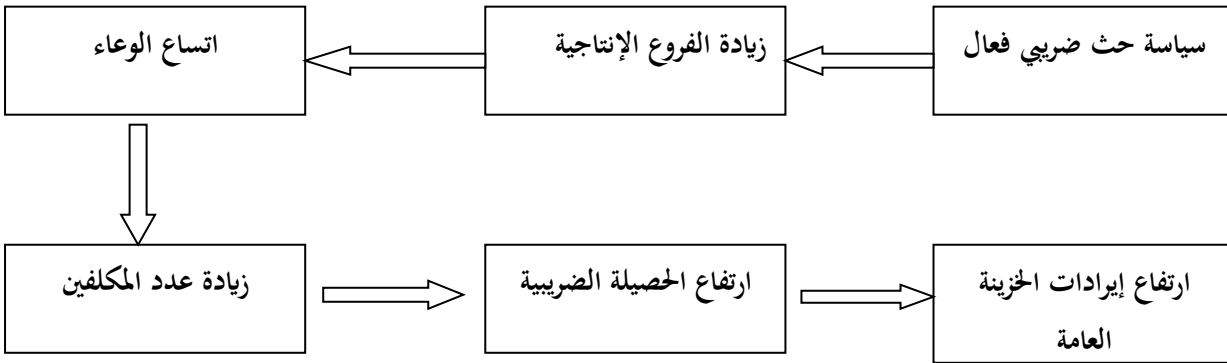 سياسة حث ضريبي فعال
زيادة الفروع الإنتاجية
اتساع الوعاء
زيادة عدد المكلفين
ارتفاع الحصيلة الضريبية
ارتفاع إيرادات الخزينة
العامة